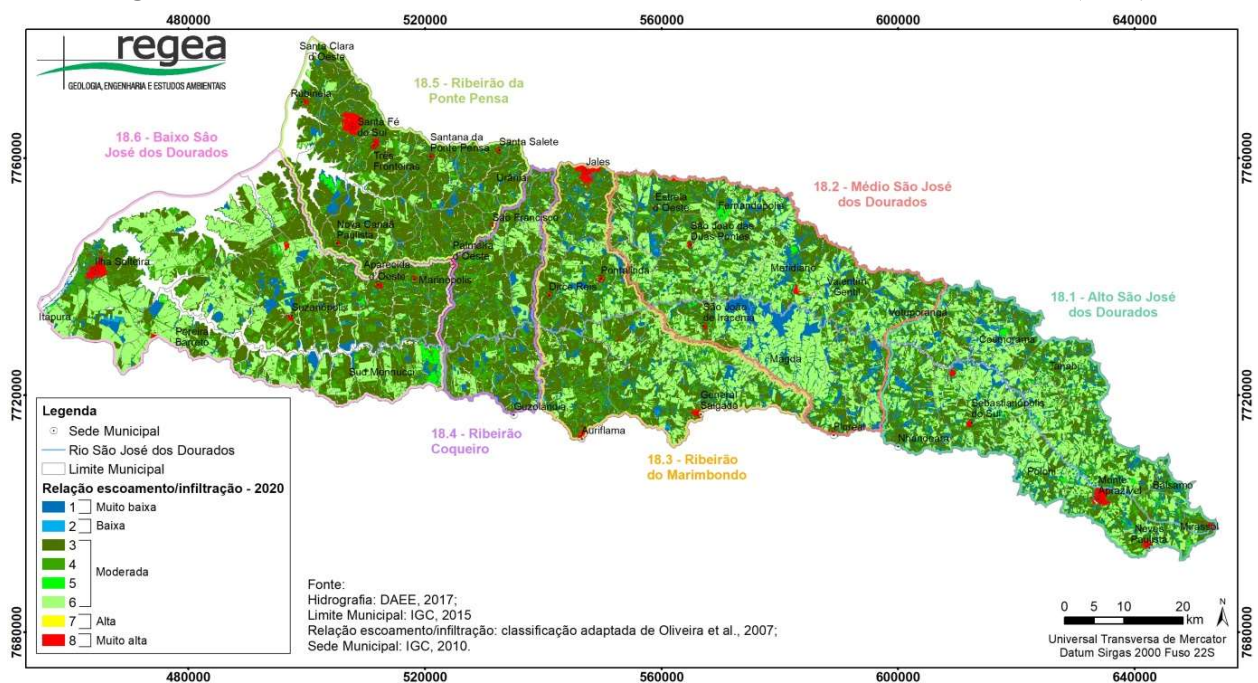 480000 520000 560000 600000 640000
regea
GEOLOGIA, ENGENHARIA E ESTUDOS AMBIENTAIS
Santa Clara
d'Oeste
18.5 - Ribeirão da
Ponte Pensa
Rubinéia
Santa Fé
do Sul
Três
Fronteiras
Santana da
Ponte Pensa
Santa Salete
18.6 - Baixo São
José dos Dourados
7760000
7760000
Jales
Urânia
18.2 - Médio São José
dos Dourados
Estrela
d'Oeste
Fernandópolis
São João das
Duas Pontes
São Francisco
Nova Canaã
Paulista
Palmeira
d'Oeste
Aparecida
d'Oeste
Marinópolis
Ilha Solteira
Pontalinda
Dirce Reis
Meridiano
Valentim
Gentil
18.1 - Alto São José
dos Dourados
Itapura
Suzanápolis
São João
de Iracema
Votuporanga
Pereira
Barreto
Cosmorama
Tanabi
Magda
Sud Mennucci
7720000
7720000
General
Salgado
Sebastianópolis
do Sul
Guzolândia
Auriflama
Floreal
Nhandeara
18.4 - Ribeirão
Coqueiro
18.3 - Ribeirão
do Marimbondo
Poloni
Monte
Aprazível
Bálsamo
Neves
Paulista
Mirassol
Legenda
Sede Municipal
Rio São José dos Dourados
Limite Municipal
Relação escoamento/infiltração - 2020
1 Muito baixa
2 Baixa
3
4
Moderada
5
6
7 Alta
8 Muito alta
Fonte:
Hidrografia: DAEE, 2017;
Limite Municipal: IGC, 2015
Relação escoamento/infiltração: classificação adaptada de Oliveira et al., 2007;
Sede Municipal: IGC, 2010.
N
0 5 10 20
km
Universal Transversa de Mercator
Datum Sirgas 2000 Fuso 22S
7680000
7680000
480000 520000 560000 600000 640000